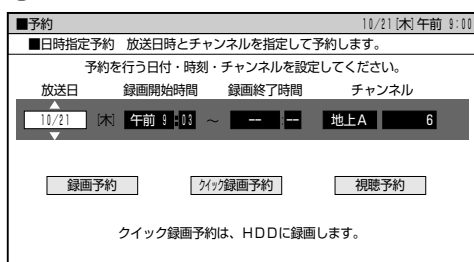 ■予約 10/21[木]午前 9:00
■日時指定予約 放送日時とチャンネルを指定して予約します。
予約を行う日付・時刻・チャンネルを設定してください。
放送日 録画開始時間 録画終了時間 チャンネル
10/21 [木] 午前 9:03 ～ --:-- 地上A 6
録画予約 クイック録画予約 視聴予約
クイック録画予約は、HDDに録画します。